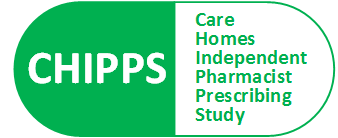 CHIPPS
Care
Homes
Independent
Pharmacist
Prescribing
Study